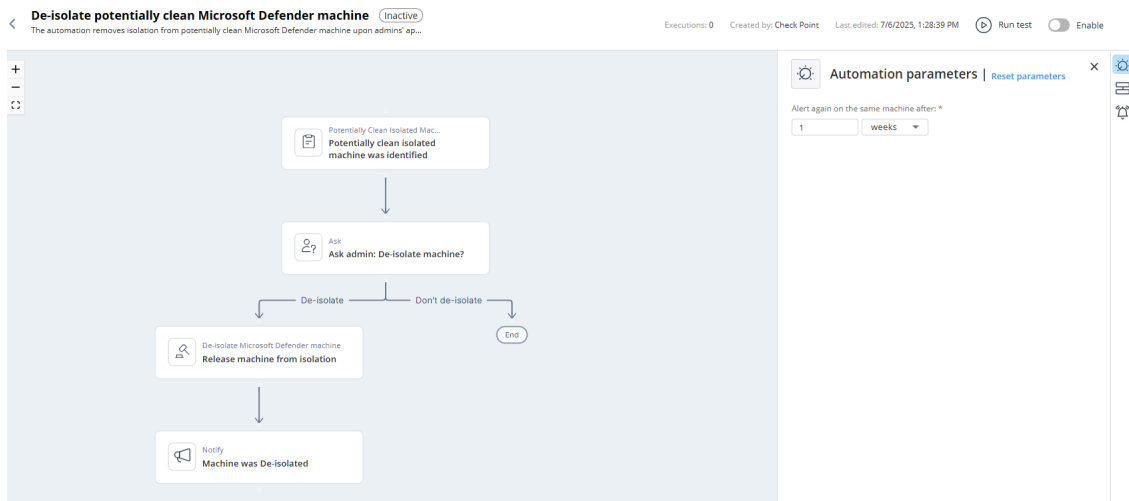 De-isolate potentially clean Microsoft Defender machine Inactive
The automation removes isolation from potentially clean Microsoft Defender machine upon admins' ap...
Executions: 0 Created by: Check Point Last edited: 7/6/2025, 1:28:39 PM Run test Enable
Automation parameters | Reset parameters
Alert again on the same machine after: *
1 weeks
Potentially Clean Isolated Mac...
Potentially clean isolated
machine was identified
Ask
Ask admin: De-isolate machine?
De-isolate Don't de-isolate
End
De-isolate Microsoft Defender machine
Release machine from isolation
Notify
Machine was De-isolated